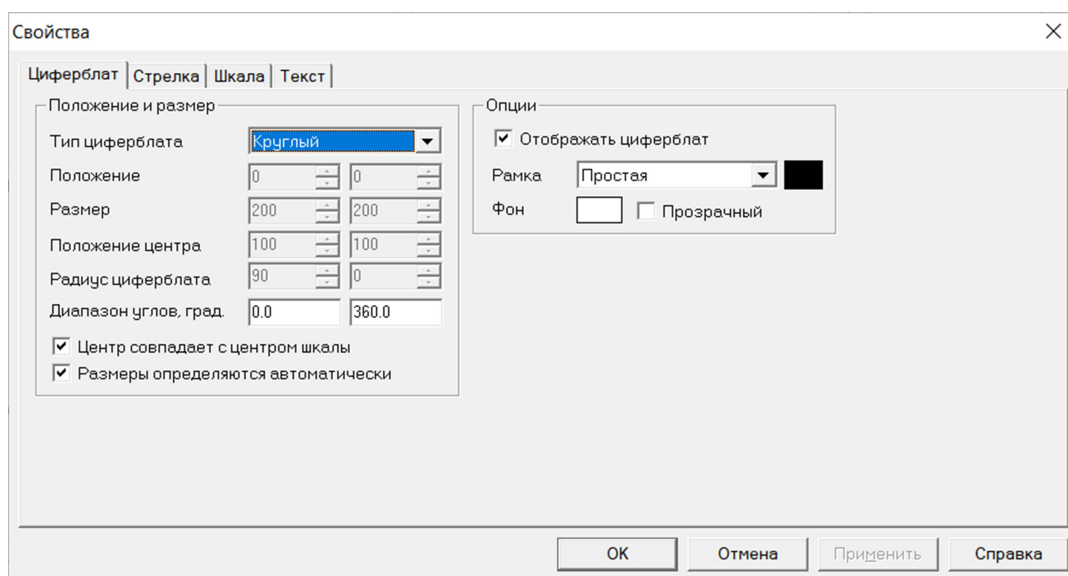 Свойства
Циферблат Стрелка Шкала Текст
Положение и размер
Тип циферблата Круглый
Положение 0 0
Размер 200 200
Положение центра 100 100
Радиус циферблата 90 0
Диапазон углов, град. 0.0 360.0
Центр совпадает с центром шкалы
Размеры определяются автоматически
Опции
Отображать циферблат
Рамка Простая
Фон Прозрачный
OK Отмена Применить Справка